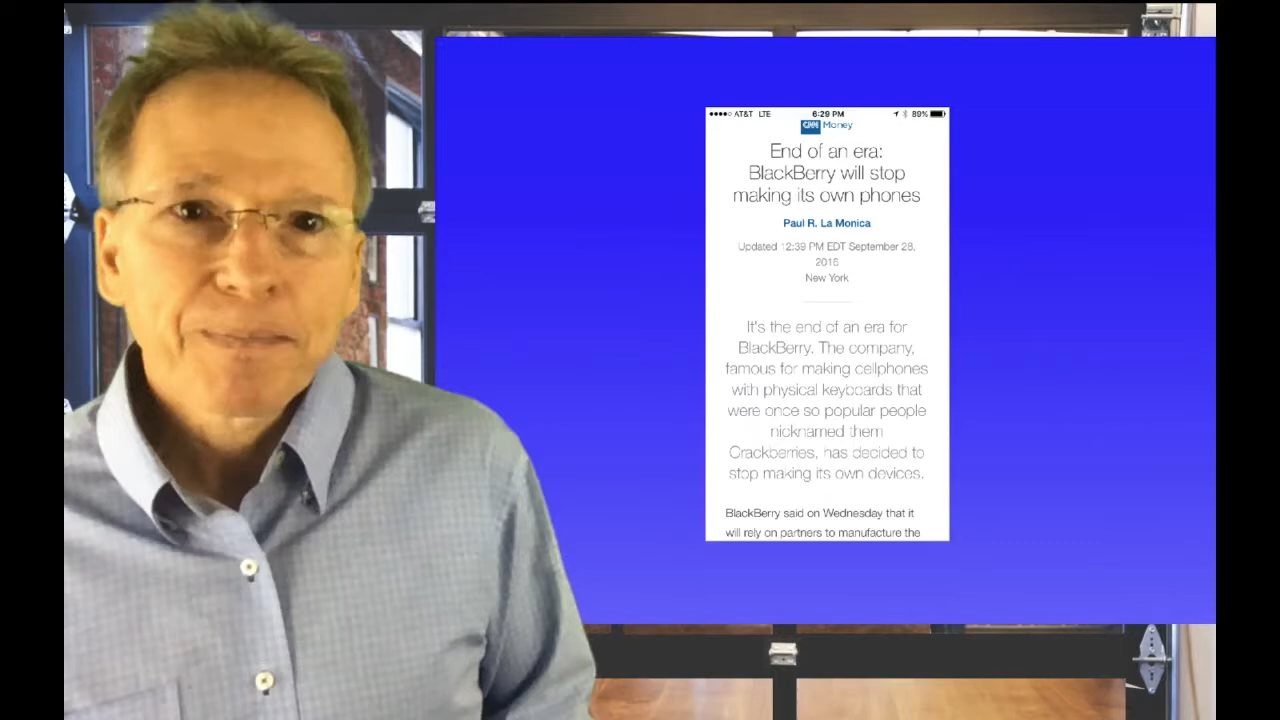 AT&T LTE 6:29 PM 89%
CNN Money
End of an era:
BlackBerry will stop
making its own phones
Paul R. La Monica
Updated 12:39 PM EDT September 28,
2016
New York
It's the end of an era for
BlackBerry. The company,
famous for making cellphones
with physical keyboards that
were once so popular people
nicknamed them
Crackberries, has decided to
stop making its own devices.
BlackBerry said on Wednesday that it
will rely on partners to manufacture the